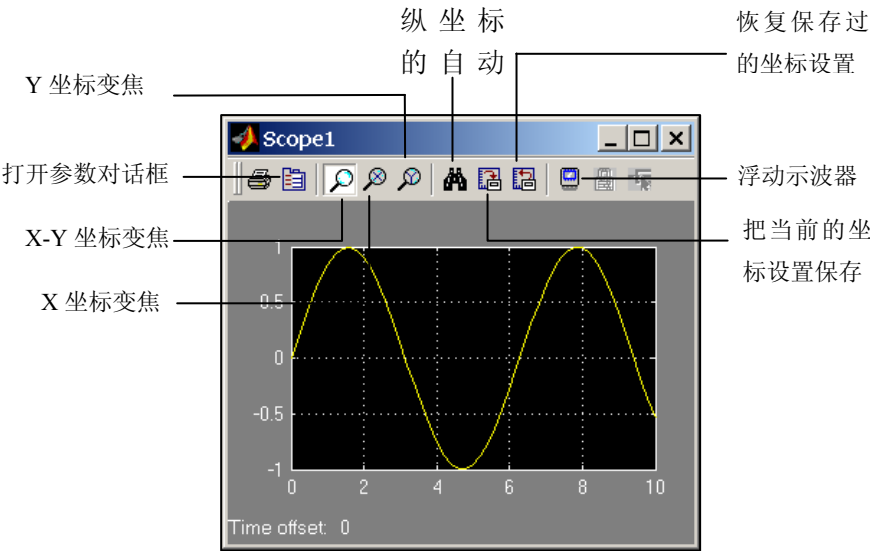 纵坐标
的自动
恢复保存过
的坐标设置
Y 坐标变焦
Scope1
打开参数对话框
浮动示波器
X-Y 坐标变焦
把当前的坐
标设置保存
X 坐标变焦
1
0.5
0
-0.5
-1
0 2 4 6 8 10
Time offset: 0